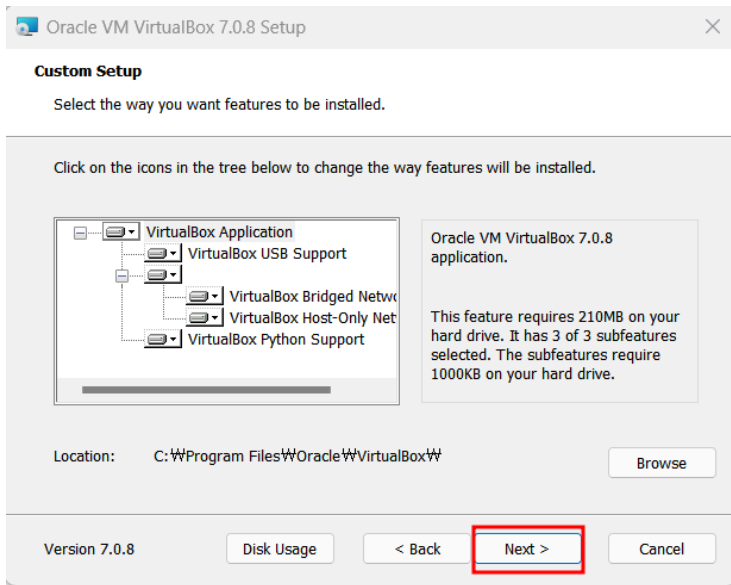 Oracle VM VirtualBox 7.0.8 Setup
Custom Setup
Select the way you want features to be installed.
Click on the icons in the tree below to change the way features will be installed.
VirtualBox Application
VirtualBox USB Support
VirtualBox Bridged Netwo
VirtualBox Host-Only Net
VirtualBox Python Support
Oracle VM VirtualBox 7.0.8
application.
This feature requires 210MB on your
hard drive. It has 3 of 3 subfeatures
selected. The subfeatures require
1000KB on your hard drive.
Location: C:₩Program Files₩Oracle₩VirtualBox₩
Browse
Version 7.0.8 Disk Usage < Back Next > Cancel